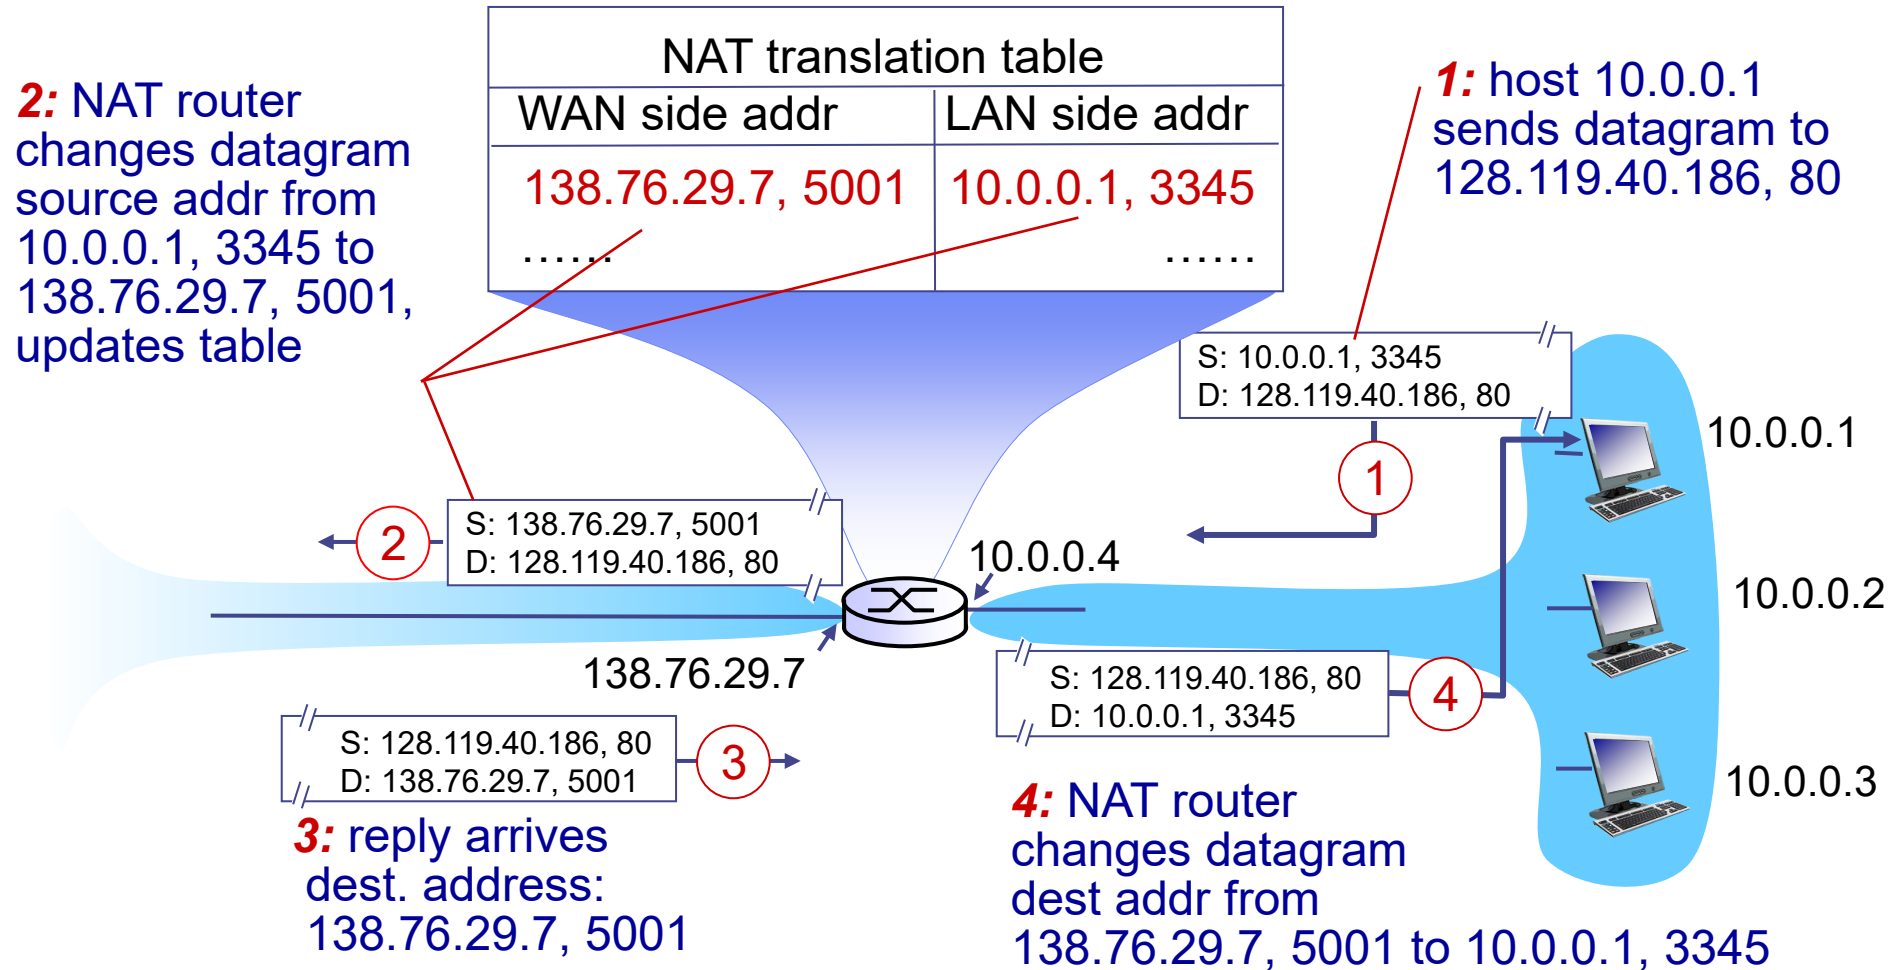 NAT translation table
WAN side addr
LAN side addr
138.76.29.7, 5001
10.0.0.1, 3345
......
......
2: NAT router
changes datagram
source addr from
10.0.0.1, 3345 to
138.76.29.7, 5001,
updates table
1: host 10.0.0.1
sends datagram to
128.119.40.186, 80
S: 10.0.0.1, 3345
D: 128.119.40.186, 80
1
10.0.0.1
S: 138.76.29.7, 5001
D: 128.119.40.186, 80
2
10.0.0.4
10.0.0.2
138.76.29.7
S: 128.119.40.186, 80
D: 10.0.0.1, 3345
4
S: 128.119.40.186, 80
D: 138.76.29.7, 5001
3
10.0.0.3
3: reply arrives
dest. address:
138.76.29.7, 5001
4: NAT router
changes datagram
dest addr from
138.76.29.7, 5001 to 10.0.0.1, 3345